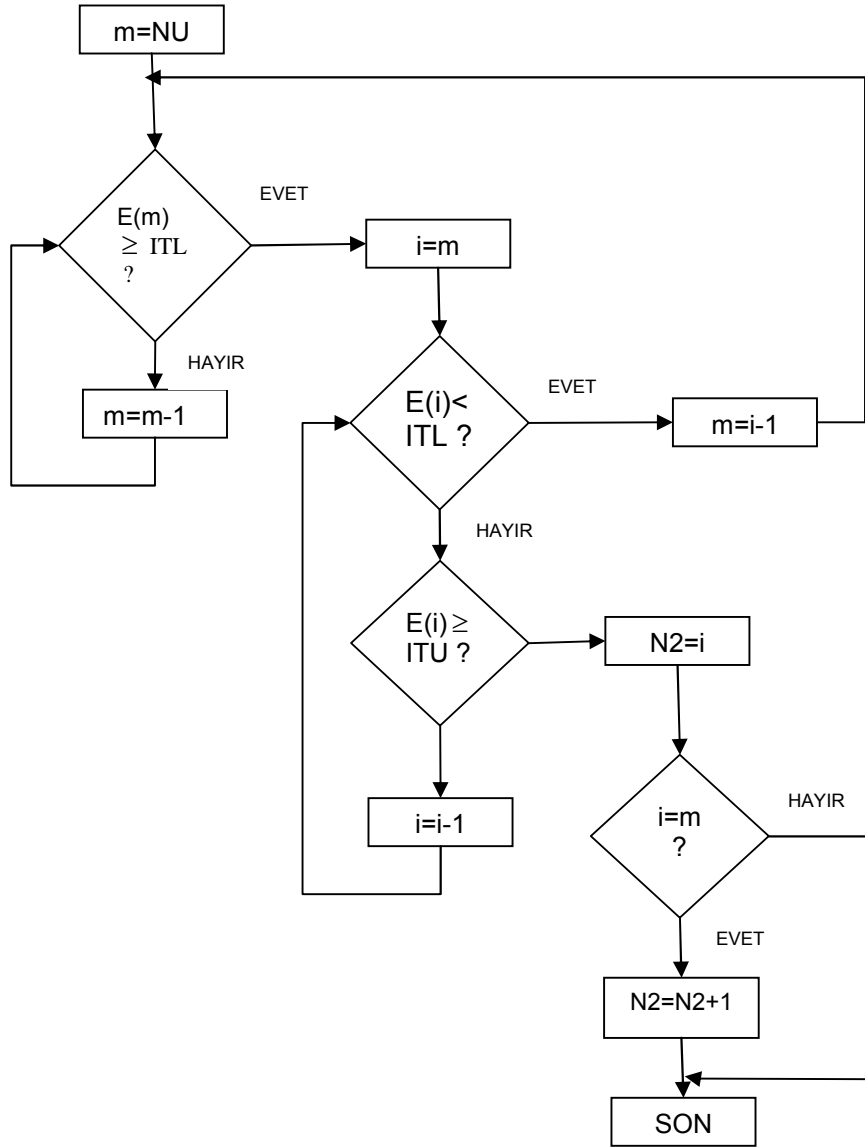 m=NU
EVET
E(m)
≥ ITL
?
i=m
HAYIR
m=m-1
E(i)<
ITL ?
EVET
m=i-1
HAYIR
E(i) ≥
ITU ?
N2=i
i=i-1
i=m
?
HAYIR
EVET
N2=N2+1
SON